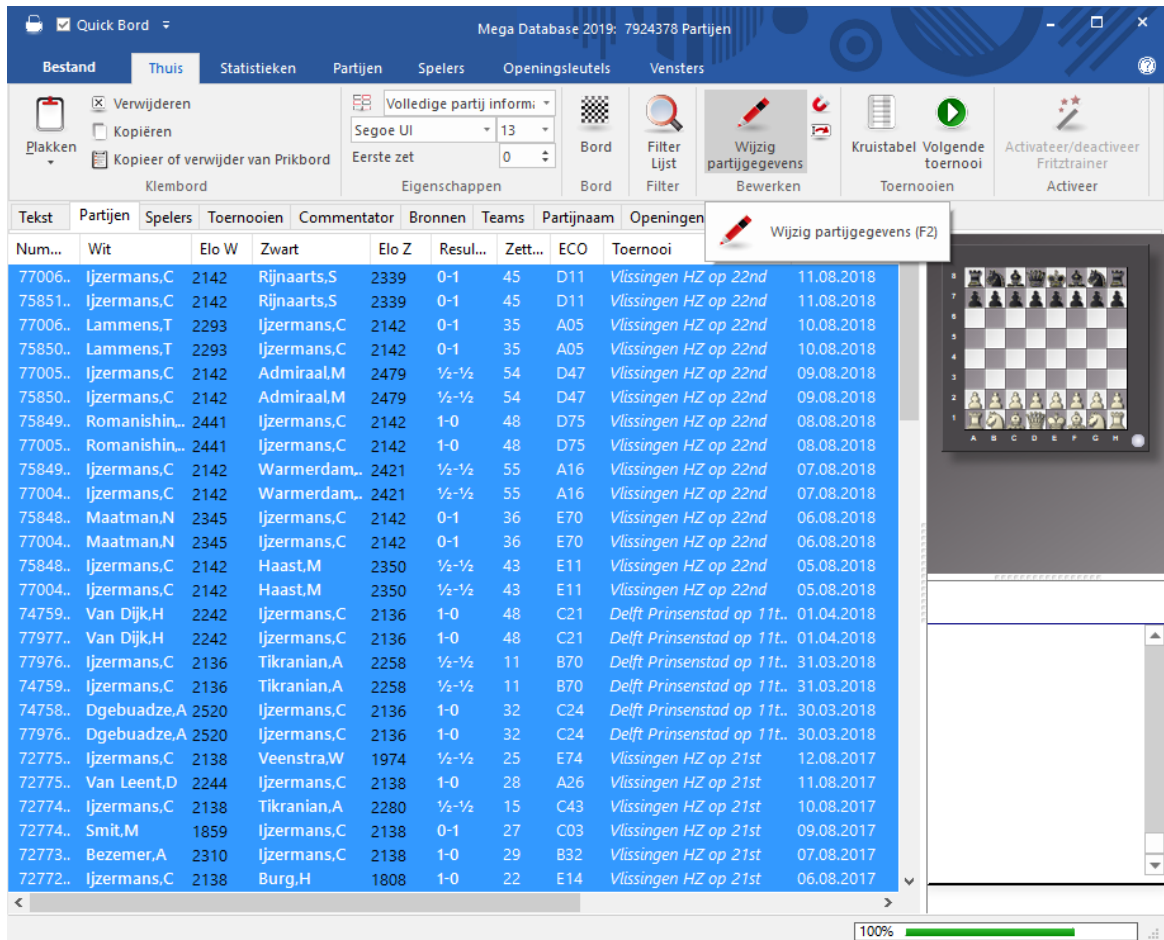 Quick Bord
Mega Database 2019: 7924378 Partijen
Bestand Thuis Statistieken Partijen Spelers Openingsleutels Vensters
Plakken
Verwijderen
Kopiëren
Kopieer of verwijder van Prikbord
Klembord
Volledige partij informa
Segoe UI 13
Eerste zet 0
Eigenschappen
Bord
Bord
Filter
Lijst
Filter
Wijzig
partijgegevens
Bewerken
Kruistabel Volgende
toernooi
Toernooien
Activateer/deactiveer
Fritztrainer
Activeer
Tekst Partijen Spelers Toernooien Commentator Bronnen Teams Partijnaam Openingen
Wijzig partijgegevens (F2)
Num... Wit Elo W Zwart Elo Z Resul... Zett... ECO Toernooi
77006.. Ijzermans,C 2142 Rijnaarts,S 2339 0-1 45 D11 Vlissingen HZ op 22nd 11.08.2018
75851.. Ijzermans,C 2142 Rijnaarts,S 2339 0-1 45 D11 Vlissingen HZ op 22nd 11.08.2018
77006.. Lammens,T 2293 Ijzermans,C 2142 0-1 35 A05 Vlissingen HZ op 22nd 10.08.2018
75850.. Lammens,T 2293 Ijzermans,C 2142 0-1 35 A05 Vlissingen HZ op 22nd 10.08.2018
77005.. Ijzermans,C 2142 Admiraal,M 2479 ½-½ 54 D47 Vlissingen HZ op 22nd 09.08.2018
75850.. Ijzermans,C 2142 Admiraal,M 2479 ½-½ 54 D47 Vlissingen HZ op 22nd 09.08.2018
75849.. Romanishin,.. 2441 Ijzermans,C 2142 1-0 48 D75 Vlissingen HZ op 22nd 08.08.2018
77005.. Romanishin,.. 2441 Ijzermans,C 2142 1-0 48 D75 Vlissingen HZ op 22nd 08.08.2018
75849.. Ijzermans,C 2142 Warmerdam,.. 2421 ½-½ 55 A16 Vlissingen HZ op 22nd 07.08.2018
77004.. Ijzermans,C 2142 Warmerdam,.. 2421 ½-½ 55 A16 Vlissingen HZ op 22nd 07.08.2018
75848.. Maatman,N 2345 Ijzermans,C 2142 0-1 36 E70 Vlissingen HZ op 22nd 06.08.2018
77004.. Maatman,N 2345 Ijzermans,C 2142 0-1 36 E70 Vlissingen HZ op 22nd 06.08.2018
75848.. Ijzermans,C 2142 Haast,M 2350 ½-½ 43 E11 Vlissingen HZ op 22nd 05.08.2018
77004.. Ijzermans,C 2142 Haast,M 2350 ½-½ 43 E11 Vlissingen HZ op 22nd 05.08.2018
74759.. Van Dijk,H 2242 Ijzermans,C 2136 1-0 48 C21 Delft Prinsenstad op 11t.. 01.04.2018
77977.. Van Dijk,H 2242 Ijzermans,C 2136 1-0 48 C21 Delft Prinsenstad op 11t.. 01.04.2018
77976.. Ijzermans,C 2136 Tikranian,A 2258 ½-½ 11 B70 Delft Prinsenstad op 11t.. 31.03.2018
74759.. Ijzermans,C 2136 Tikranian,A 2258 ½-½ 11 B70 Delft Prinsenstad op 11t.. 31.03.2018
74758.. Dgebuadze,A 2520 Ijzermans,C 2136 1-0 32 C24 Delft Prinsenstad op 11t.. 30.03.2018
77976.. Dgebuadze,A 2520 Ijzermans,C 2136 1-0 32 C24 Delft Prinsenstad op 11t.. 30.03.2018
72775.. Ijzermans,C 2138 Veenstra,W 1974 ½-½ 25 E74 Vlissingen HZ op 21st 12.08.2017
72775.. Van Leent,D 2244 Ijzermans,C 2138 1-0 28 A26 Vlissingen HZ op 21st 11.08.2017
72774.. Ijzermans,C 2138 Tikranian,A 2280 ½-½ 15 C43 Vlissingen HZ op 21st 10.08.2017
72774.. Smit,M 1859 Ijzermans,C 2138 0-1 27 C03 Vlissingen HZ op 21st 09.08.2017
72773.. Bezemer,A 2310 Ijzermans,C 2138 1-0 29 B32 Vlissingen HZ op 21st 07.08.2017
72772.. Ijzermans,C 2138 Burg,H 1808 1-0 22 E14 Vlissingen HZ op 21st 06.08.2017
8
7
6
5
4
3
2
1
A B C D E F G H
100%